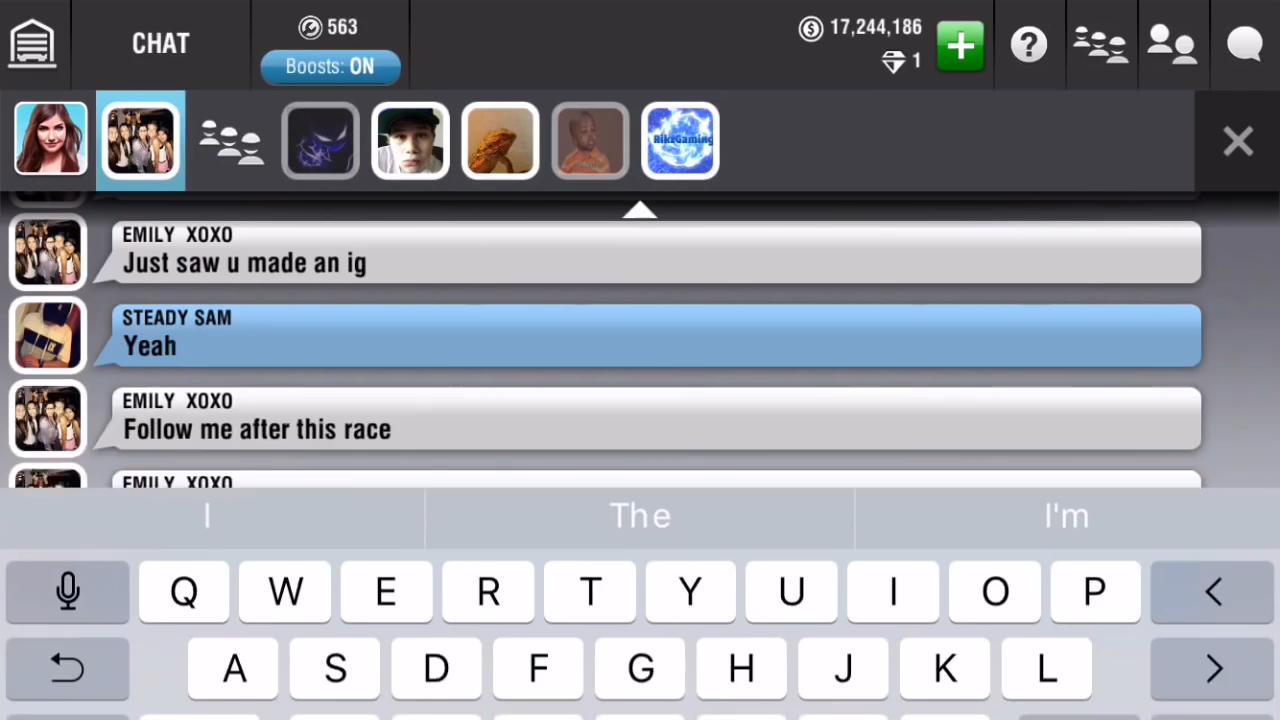 CHAT
563
Boosts: ON
17,244,186
1
?
RikeGaming
EMILY XOXO
Just saw u made an ig
STEADY SAM
Yeah
EMILY XOXO
Follow me after this race
EMILY XOXO
I The I'm
Q W E R T Y U I O P
A S D F G H J K L